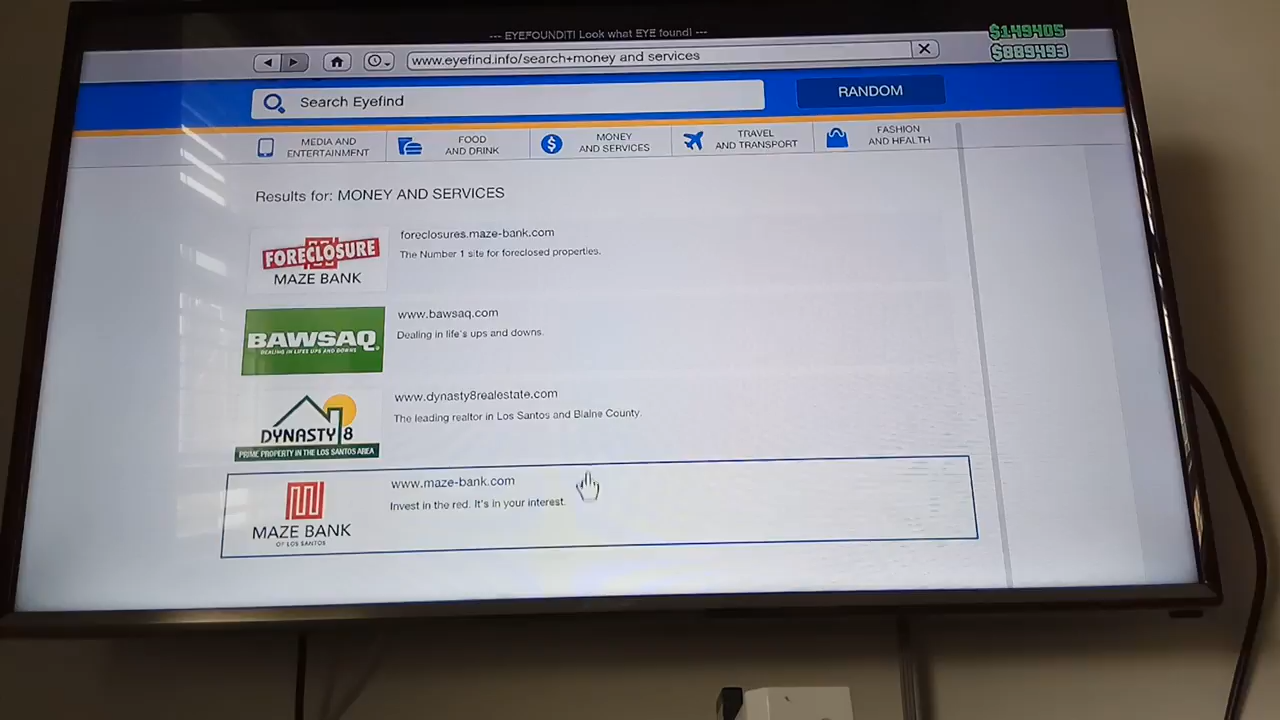 --- EYEFOUNDIT! Look what EYE found! ---
$149405
$889493
www.eyefind.info/search+money and services
Search Eyefind
RANDOM
MEDIA AND
ENTERTAINMENT
FOOD
AND DRINK
MONEY
AND SERVICES
TRAVEL
AND TRANSPORT
FASHION
AND HEALTH
Results for: MONEY AND SERVICES
FORECLOSURE
MAZE BANK
foreclosures.maze-bank.com
The Number 1 site for foreclosed properties.
BAWSAQ
DEALING IN LIFE'S UPS AND DOWNS
www.bawsaq.com
Dealing in life's ups and downs.
DYNASTY 8
PRIME PROPERTY IN THE LOS SANTOS AREA
www.dynasty8realestate.com
The leading realtor in Los Santos and Blaine County.
MAZE BANK
OF LOS SANTOS
www.maze-bank.com
Invest in the red. It's in your interest.